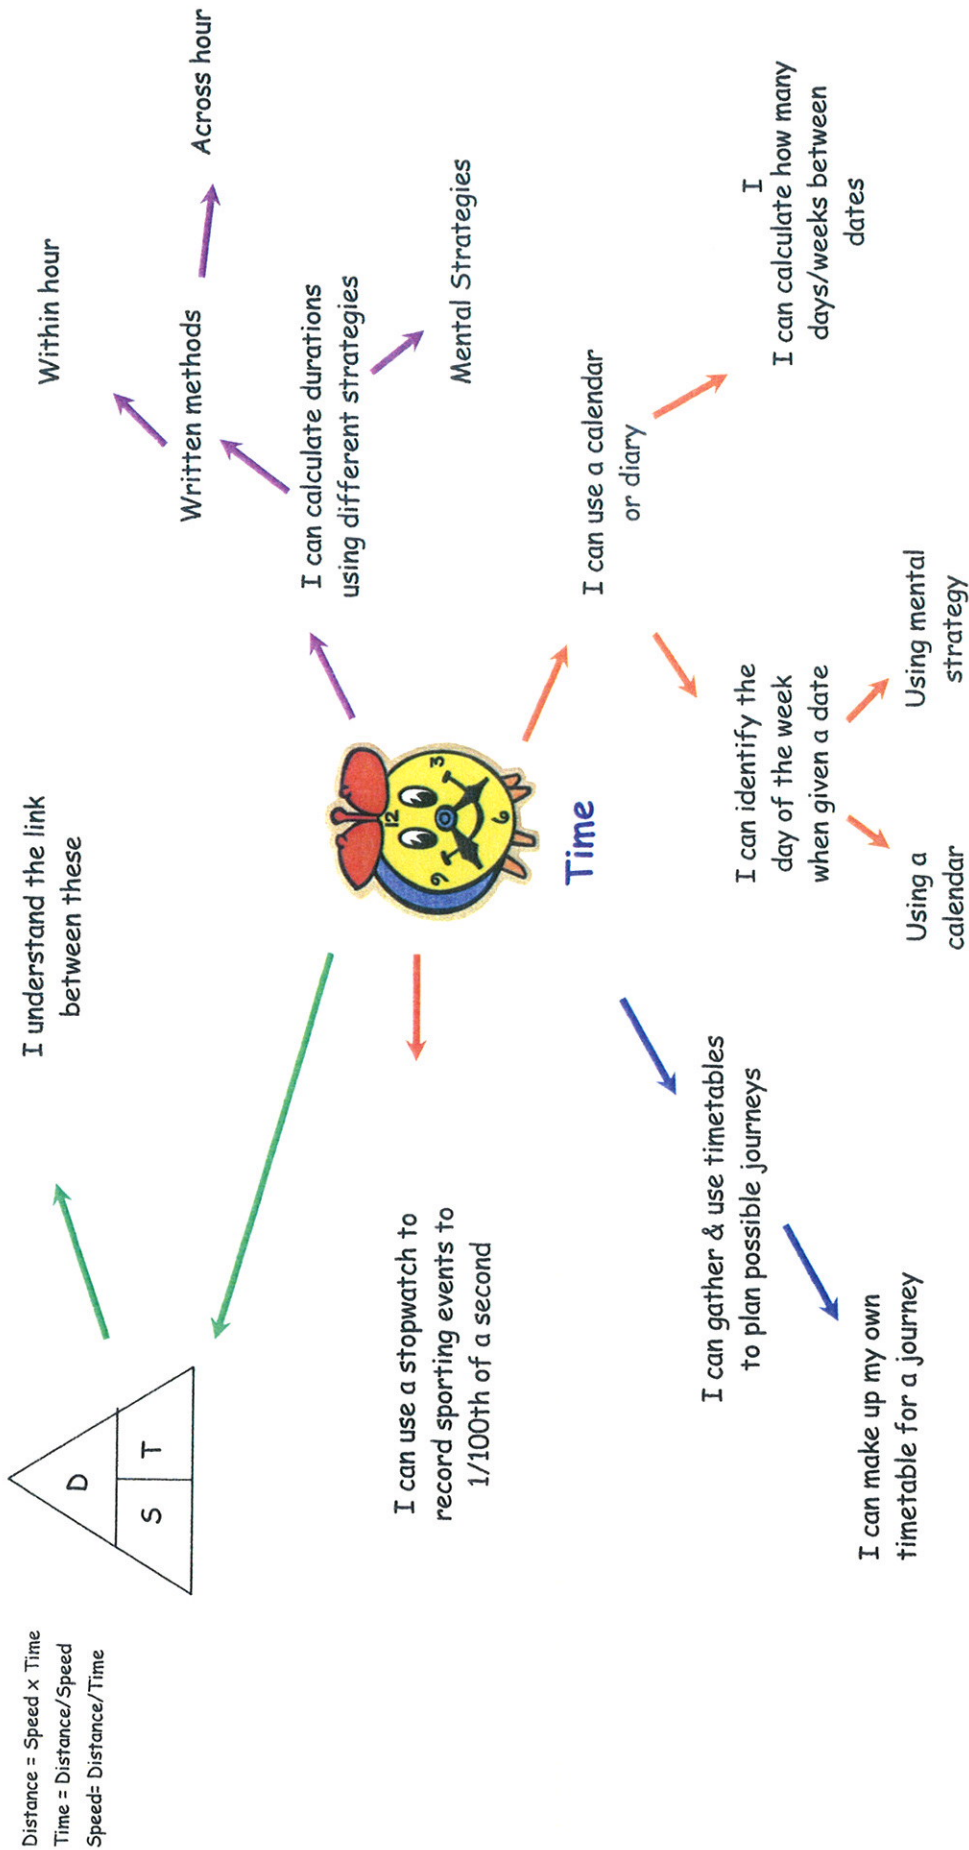 Distance = Speed x Time
Time = Distance/Speed
Speed= Distance/Time
D
S T
I understand the link
between these
Within hour
Written methods
Across hour
I can calculate durations
using different strategies
Mental Strategies
12
9
3
6
Time
I can use a stopwatch to
record sporting events to
1/100th of a second
I can use a calendar
or diary
I
I can calculate how many
days/weeks between
dates
I can identify the
day of the week
when given a date
Using a
calendar
Using mental
strategy
I can gather & use timetables
to plan possible journeys
I can make up my own
timetable for a journey